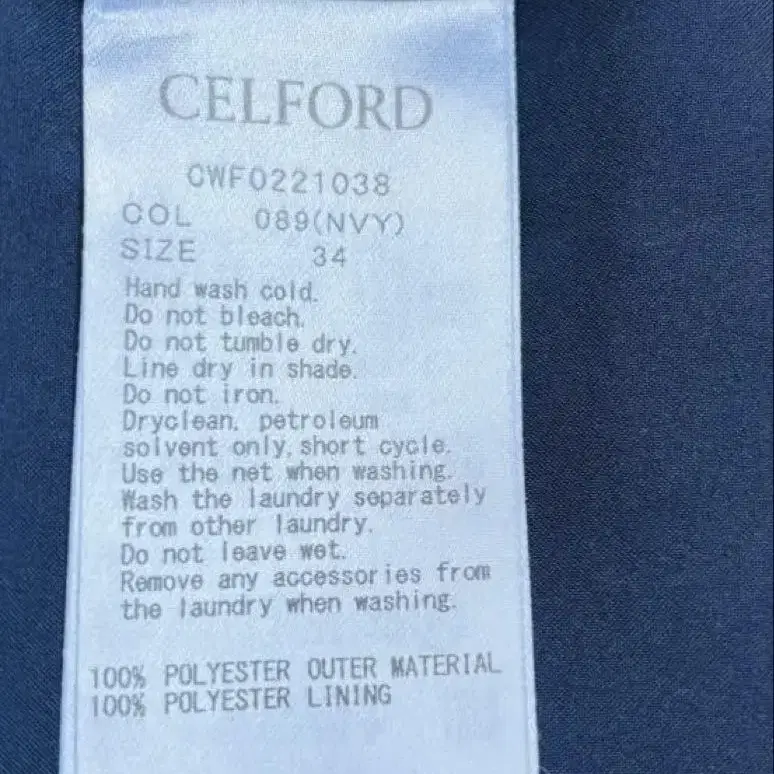 CELFORD
CWF0221038
COL 089(NVY)
SIZE 34
Hand wash cold.
Do not bleach.
Do not tumble dry.
Line dry in shade.
Do not iron.
Dryclean, petroleum
solvent only, short cycle.
Use the net when washing.
Wash the laundry separately
from other laundry.
Do not leave wet.
Remove any accessories from
the laundry when washing.
100% POLYESTER OUTER MATERIAL
100% POLYESTER LINING